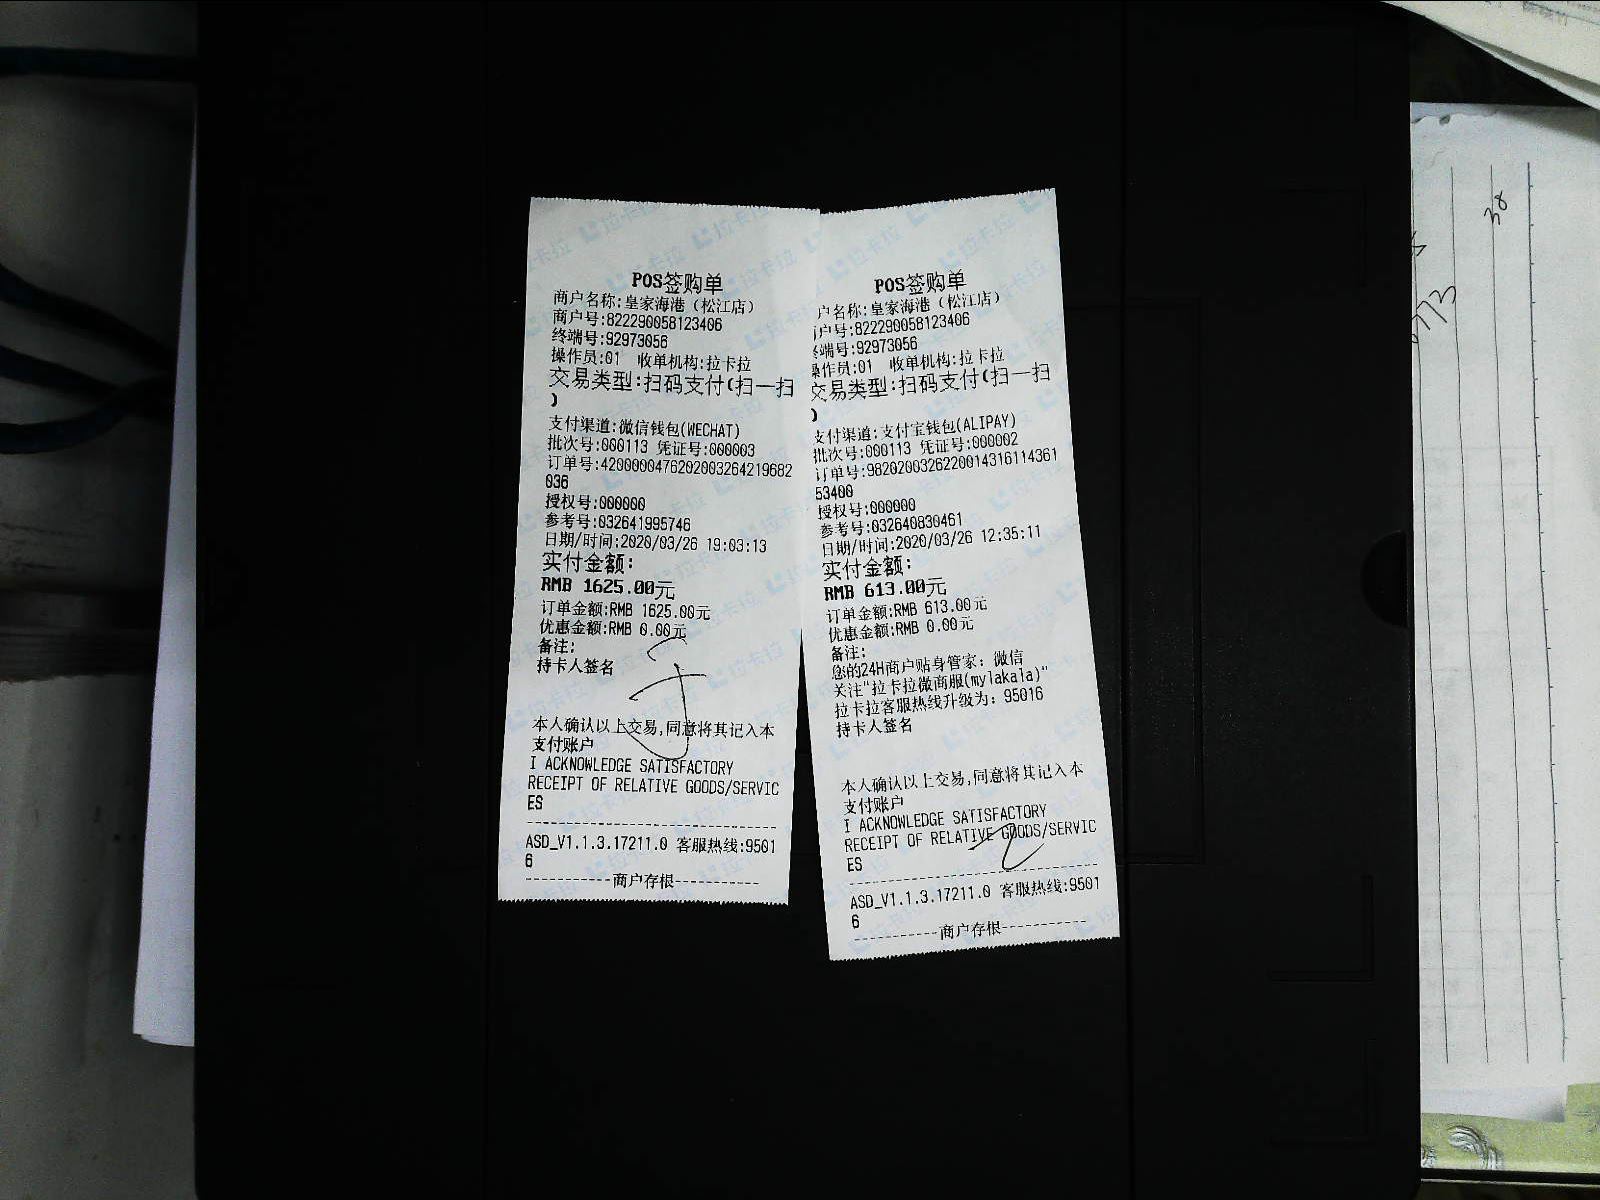 POS签购单
商户名称:皇家海港（松江店）
商户号:822290058123406
终端号:92973056
操作员:01 收单机构:拉卡拉
交易类型:扫码支付(扫一扫
)
支付渠道:微信钱包(WECHAT)
批次号:000113 凭证号:000003
订单号:4200000476202003264219682
036
授权号:000000
参考号:032641995746
日期/时间:2020/03/26 19:03:13
实付金额:
RMB 1625.00元
订单金额:RMB 1625.00元
优惠金额:RMB 0.00元
备注:
持卡人签名
本人确认以上交易,同意将其记入本
支付账户
I ACKNOWLEDGE SATISFACTORY
RECEIPT OF RELATIVE GOODS/SERVIC
ES
ASD_V1.1.3.17211.0 客服热线:9501
6
-----------商户存根-----------
POS签购单
户名称:皇家海港（松江店）
户号:822290058123406
终端号:92973056
操作员:01 收单机构:拉卡拉
交易类型:扫码支付(扫一扫
)
支付渠道:支付宝钱包(ALIPAY)
批次号:000113 凭证号:000002
订单号:9820200326220014316114361
53400
授权号:000000
参考号:032640830461
日期/时间:2020/03/26 12:35:11
实付金额:
RMB 613.00元
订单金额:RMB 613.00元
优惠金额:RMB 0.00元
备注:
您的24H商户贴身管家：微信
关注"拉卡拉微商服(mylakala)"
拉卡拉客服热线升级为：95016
持卡人签名
本人确认以上交易,同意将其记入本
支付账户
I ACKNOWLEDGE SATISFACTORY
RECEIPT OF RELATIVE GOODS/SERVIC
ES
ASD_V1.1.3.17211.0 客服热线:9501
6
-----------商户存根-----------
38